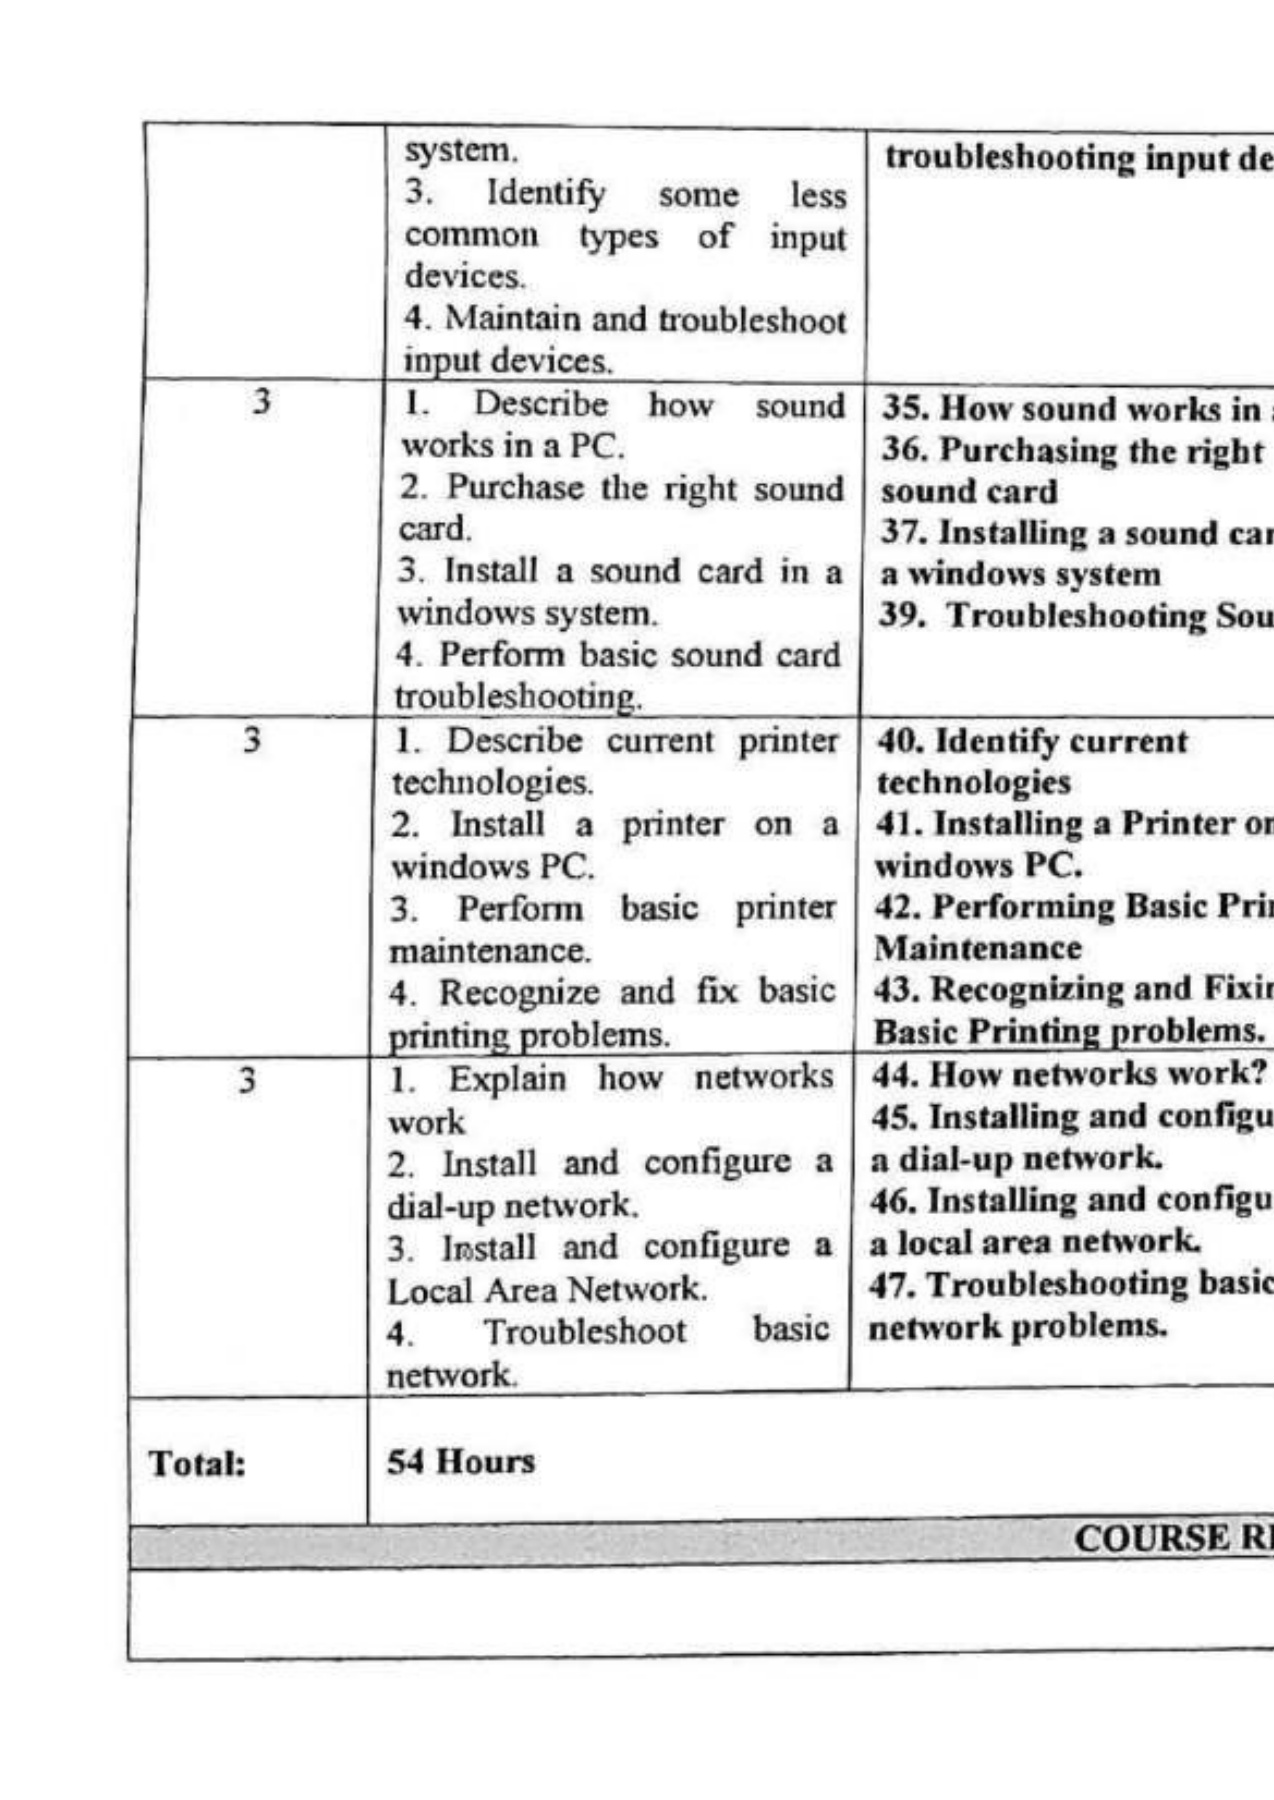 system.
3. Identify some less
common types of input
devices.
4. Maintain and troubleshoot
input devices.
troubleshooting input de
3
1. Describe how sound
works in a PC.
2. Purchase the right sound
card.
3. Install a sound card in a
windows system.
4. Perform basic sound card
troubleshooting.
35. How sound works in
36. Purchasing the right
sound card
37. Installing a sound car
a windows system
39. Troubleshooting Sou
3
1. Describe current printer
technologies.
2. Install a printer on a
windows PC.
3. Perform basic printer
maintenance.
4. Recognize and fix basic
printing problems.
40. Identify current
technologies
41. Installing a Printer on
windows PC.
42. Performing Basic Prin
Maintenance
43. Recognizing and Fixin
Basic Printing problems.
3
1. Explain how networks
work
2. Install and configure a
dial-up network.
3. Install and configure a
Local Area Network.
4. Troubleshoot basic
network.
44. How networks work?
45. Installing and configu
a dial-up network.
46. Installing and configu
a local area network.
47. Troubleshooting basic
network problems.
Total:
54 Hours
COURSE RE